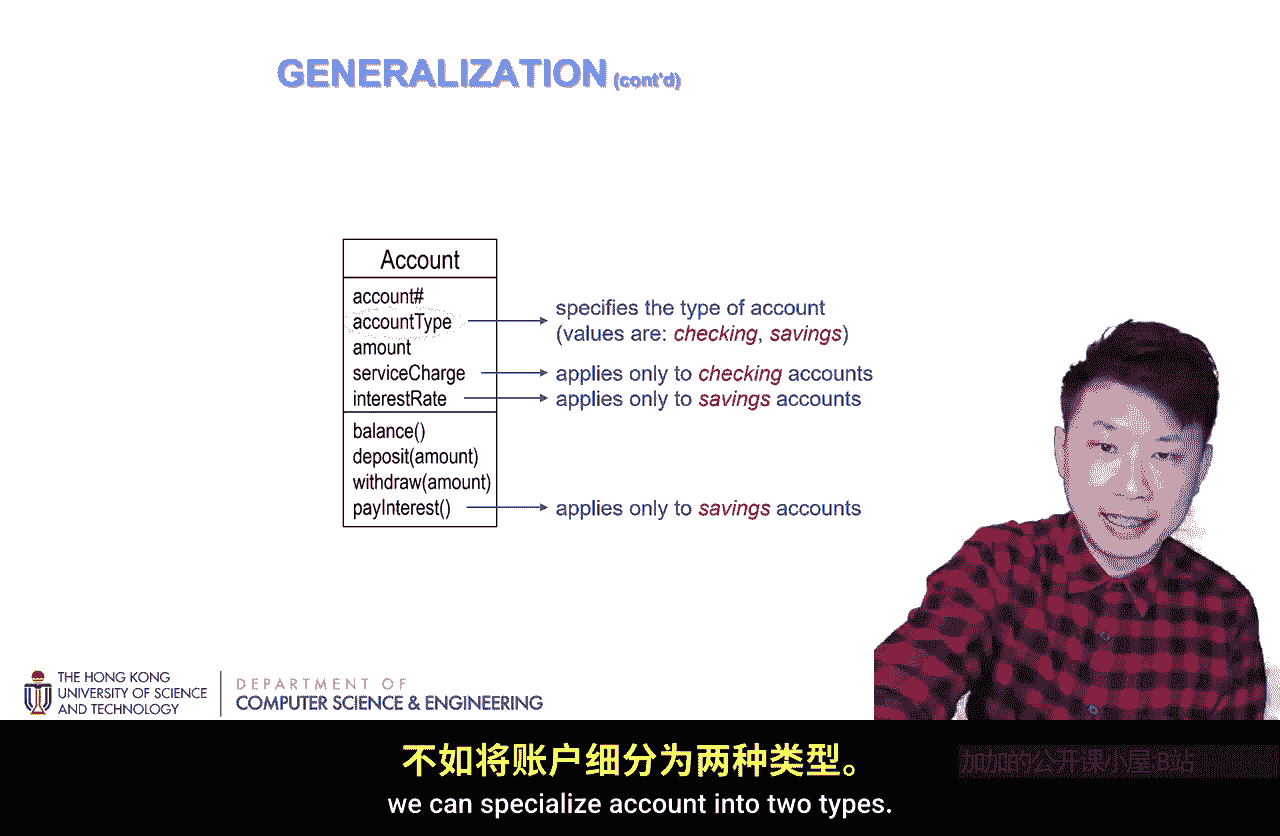 GENERALIZATION (cont'd)
Account
account#
accountType
amount
serviceCharge
interestRate
balance()
deposit(amount)
withdraw(amount)
payInterest()
specifies the type of account
(values are: checking, savings)
applies only to checking accounts
applies only to savings accounts
applies only to savings accounts
THE HONG KONG
UNIVERSITY OF SCIENCE
AND TECHNOLOGY
DEPARTMENT OF
COMPUTER SCIENCE & ENGINEERING
不如将账户细分为两种类型。
we can specialize account into two types.
加加的公开课小屋 B站